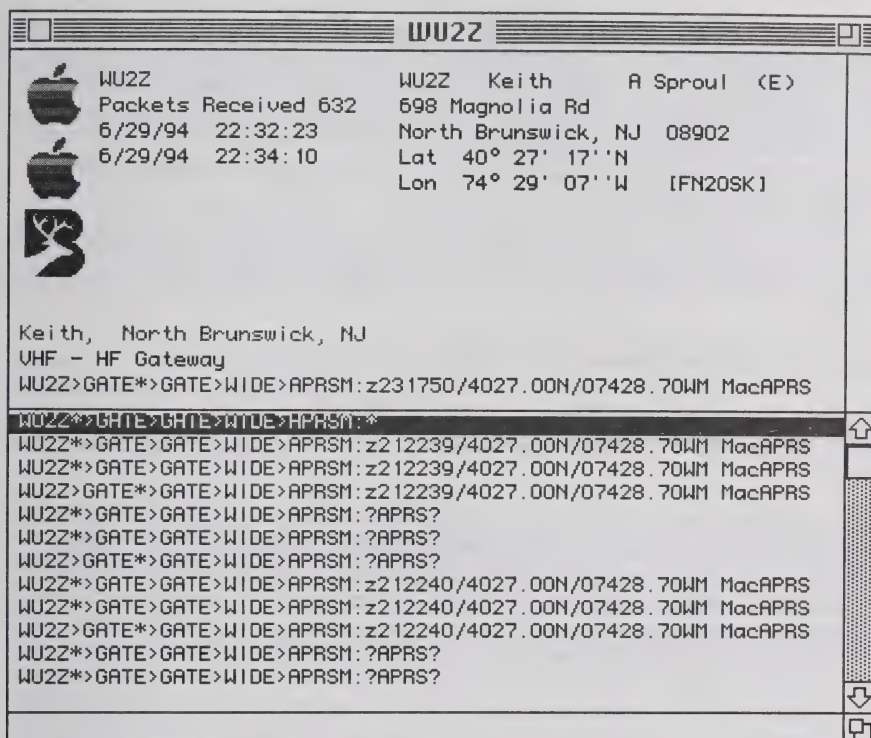 WU2Z
WU2Z
Packets Received 632
6/29/94 22:32:23
6/29/94 22:34:10
WU2Z Keith A Sproul (E)
698 Magnolia Rd
North Brunswick, NJ 08902
Lat 40° 27' 17''N
Lon 74° 29' 07''W [FN20SK]
Keith, North Brunswick, NJ
VHF - HF Gateway
WU2Z>GATE*>GATE>WIDE>APRSM:z231750/4027.00N/07428.70WM MacAPRS
WU2Z*>GATE>GATE>WIDE>APRSM:*
WU2Z*>GATE>GATE>WIDE>APRSM:z212239/4027.00N/07428.70WM MacAPRS
WU2Z*>GATE>GATE>WIDE>APRSM:z212239/4027.00N/07428.70WM MacAPRS
WU2Z>GATE*>GATE>WIDE>APRSM:z212239/4027.00N/07428.70WM MacAPRS
WU2Z*>GATE>GATE>WIDE>APRSM:?APRS?
WU2Z*>GATE>GATE>WIDE>APRSM:?APRS?
WU2Z>GATE*>GATE>WIDE>APRSM:?APRS?
WU2Z*>GATE>GATE>WIDE>APRSM:z212240/4027.00N/07428.70WM MacAPRS
WU2Z*>GATE>GATE>WIDE>APRSM:z212240/4027.00N/07428.70WM MacAPRS
WU2Z>GATE*>GATE>WIDE>APRSM:z212240/4027.00N/07428.70WM MacAPRS
WU2Z*>GATE>GATE>WIDE>APRSM:?APRS?
WU2Z*>GATE>GATE>WIDE>APRSM:?APRS?